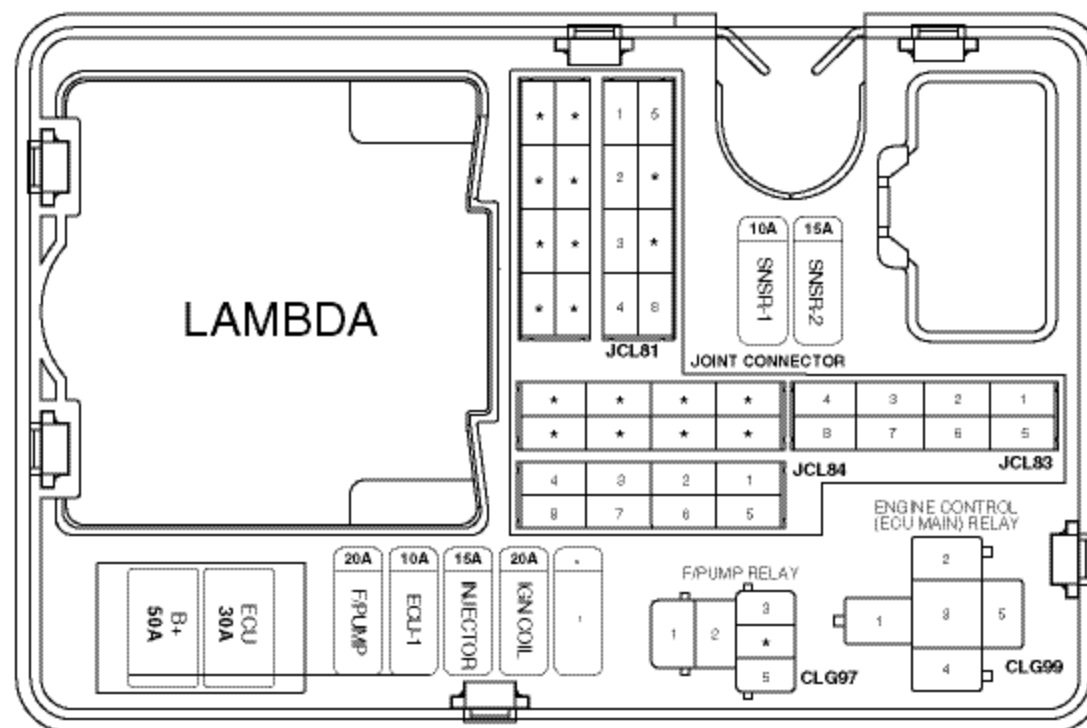 * * 1 5
* * 2 *
* * 3 *
* * 4 8
JCL81
10A 15A
SNSR-1 SNSR-2
JOINT CONNECTOR
LAMBDA
* * * * 4 3 2 1
* * * * 8 7 6 5
JCL84 JCL83
4 3 2 1
8 7 6 5
ENGINE CONTROL
(ECU MAIN) RELAY
2
1 3 5
4
CLG99
F/PUMP RELAY
3
1 2 *
5
CLG97
20A 10A 15A 20A
F/PUMP ECU-1 INJECTOR IGN COIL
B+ ECU
50A 30A